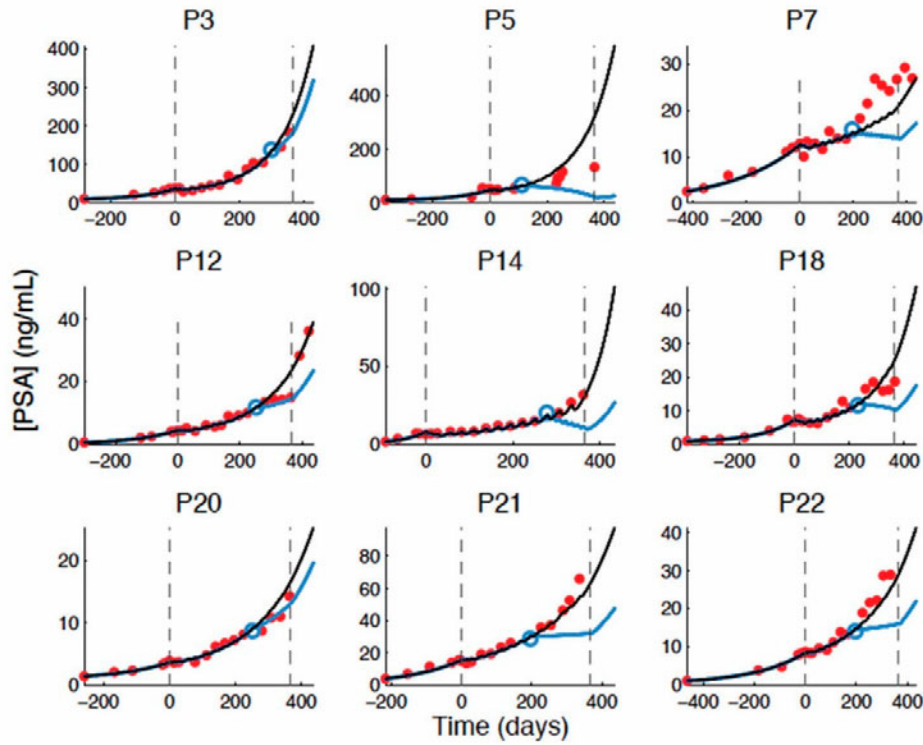 P3 P5 P7
400 300 200 100 0
−200 0 200 400
400 200 0
−200 0 200 400
30 20 10 0
−400 −200 0 200 400
P12 P14 P18
[PSA] (ng/mL)
40 20 0
−200 0 200 400
100 50 0
0 200 400
40 30 20 10 0
−400 −200 0 200 400
P20 P21 P22
20 10 0
−200 0 200 400
80 60 40 20 0
−200 0 200 400
40 30 20 10 0
−400 −200 0 200 400
Time (days)